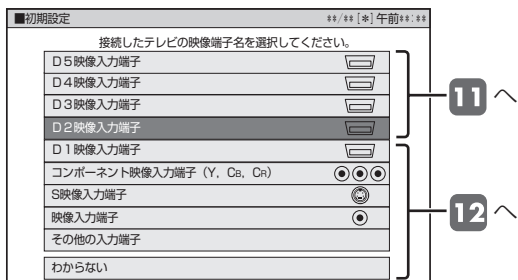 ■初期設定 **/**[*]午前**:**
接続したテレビの映像端子名を選択してください。
D5映像入力端子
D4映像入力端子
D3映像入力端子
D2映像入力端子
11 へ
D1映像入力端子
コンポーネント映像入力端子（Y, CB, CR）
S映像入力端子
映像入力端子
その他の入力端子
わからない
12 へ